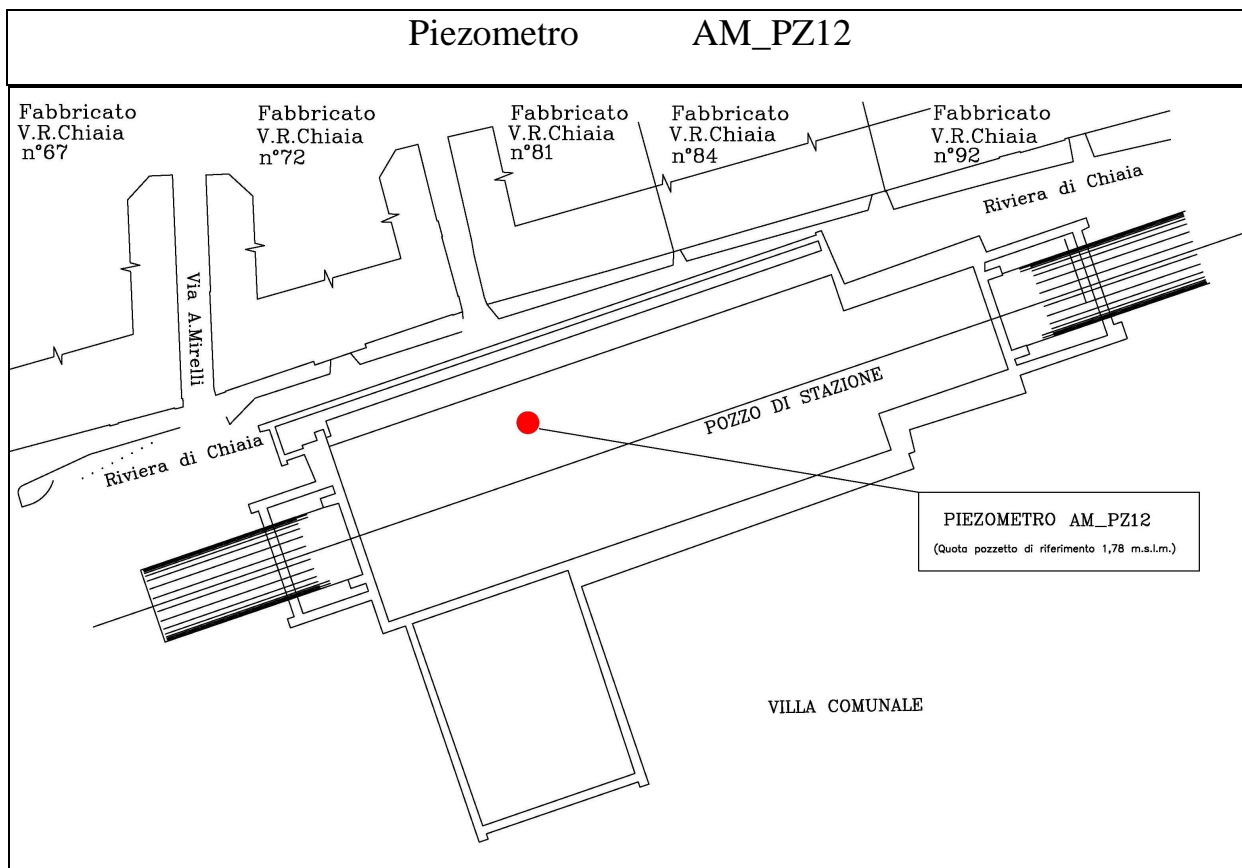 Piezometro AM_PZ12
Fabbricato
V.R.Chiaia
n°67
Fabbricato
V.R.Chiaia
n°72
Fabbricato
V.R.Chiaia
n°81
Fabbricato
V.R.Chiaia
n°84
Fabbricato
V.R.Chiaia
n°92
Riviera di Chiaia
Via A.Mirelli
POZZO DI STAZIONE
Riviera di Chiaia
PIEZOMETRO AM_PZ12
(Quota pozzetto di riferimento 1,78 m.s.l.m.)
VILLA COMUNALE